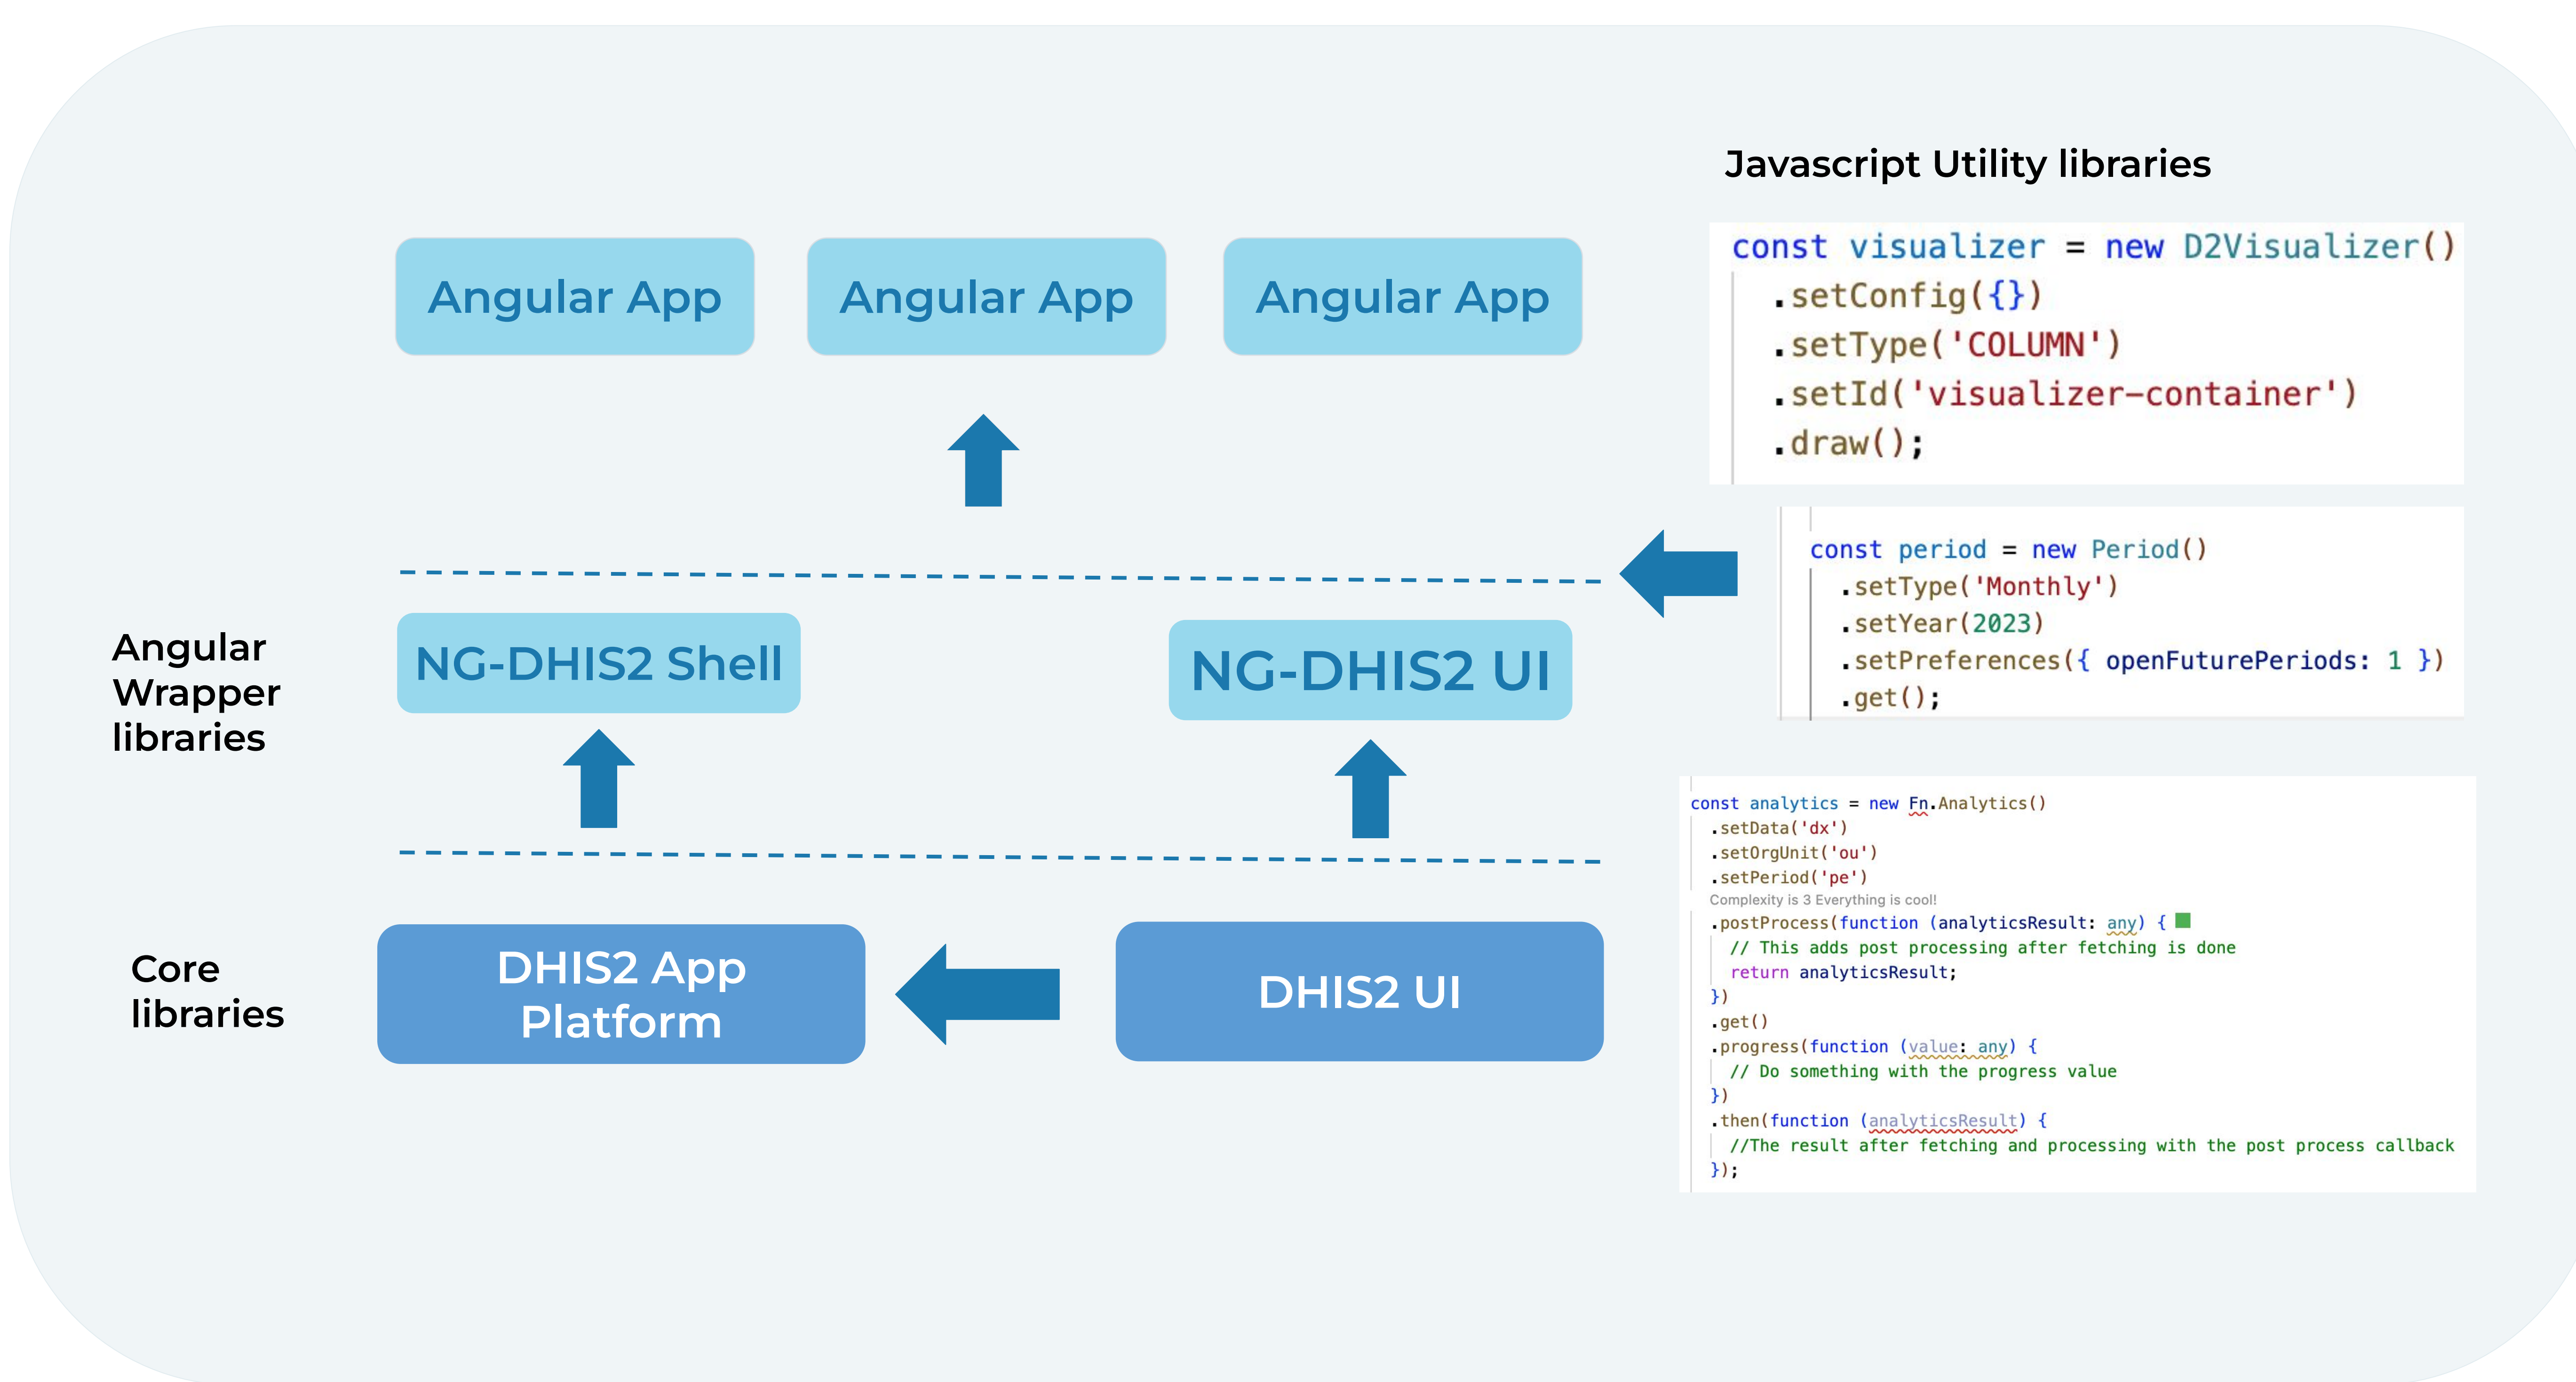 Javascript Utility libraries
Angular App
Angular App
Angular App
const visualizer = new D2Visualizer()
.setConfig({})
.setType('COLUMN')
.setId('visualizer-container')
.draw();
const period = new Period()
.setType('Monthly')
.setYear(2023)
.setPreferences({ openFuturePeriods: 1 })
.get();
Angular
Wrapper
libraries
NG-DHIS2 Shell
NG-DHIS2 UI
const analytics = new Fn.Analytics()
.setData('dx')
.setOrgUnit('ou')
.setPeriod('pe')
Complexity is 3 Everything is cool!
.postProcess(function (analyticsResult: any) {
// This adds post processing after fetching is done
return analyticsResult;
})
.get()
.progress(function (value: any) {
// Do something with the progress value
})
.then(function (analyticsResult) {
//The result after fetching and processing with the post process callback
});
Core
libraries
DHIS2 App
Platform
DHIS2 UI